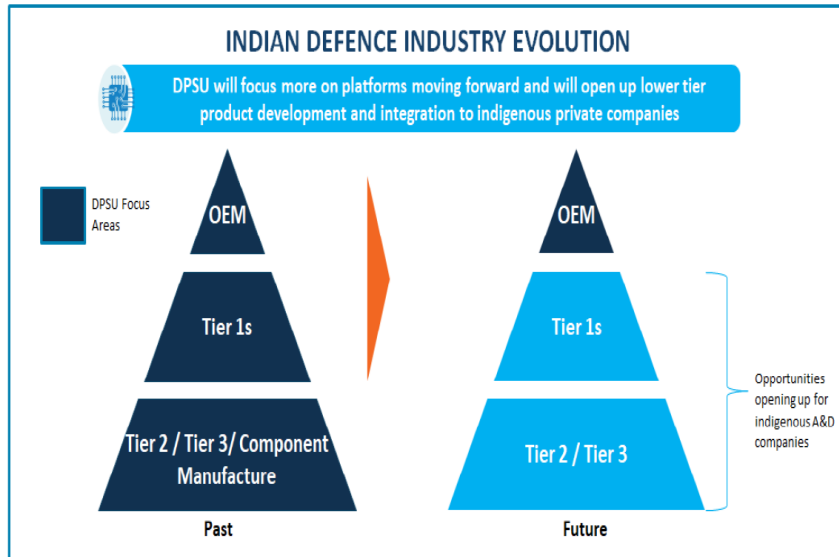 INDIAN DEFENCE INDUSTRY EVOLUTION
DPSU will focus more on platforms moving forward and will open up lower tier
product development and integration to indigenous private companies
DPSU Focus
Areas
OEM
Tier 1s
Tier 2 / Tier 3/ Component
Manufacture
Past
OEM
Tier 1s
Tier 2 / Tier 3
Future
Opportunities
opening up for
indigenous A&D
companies